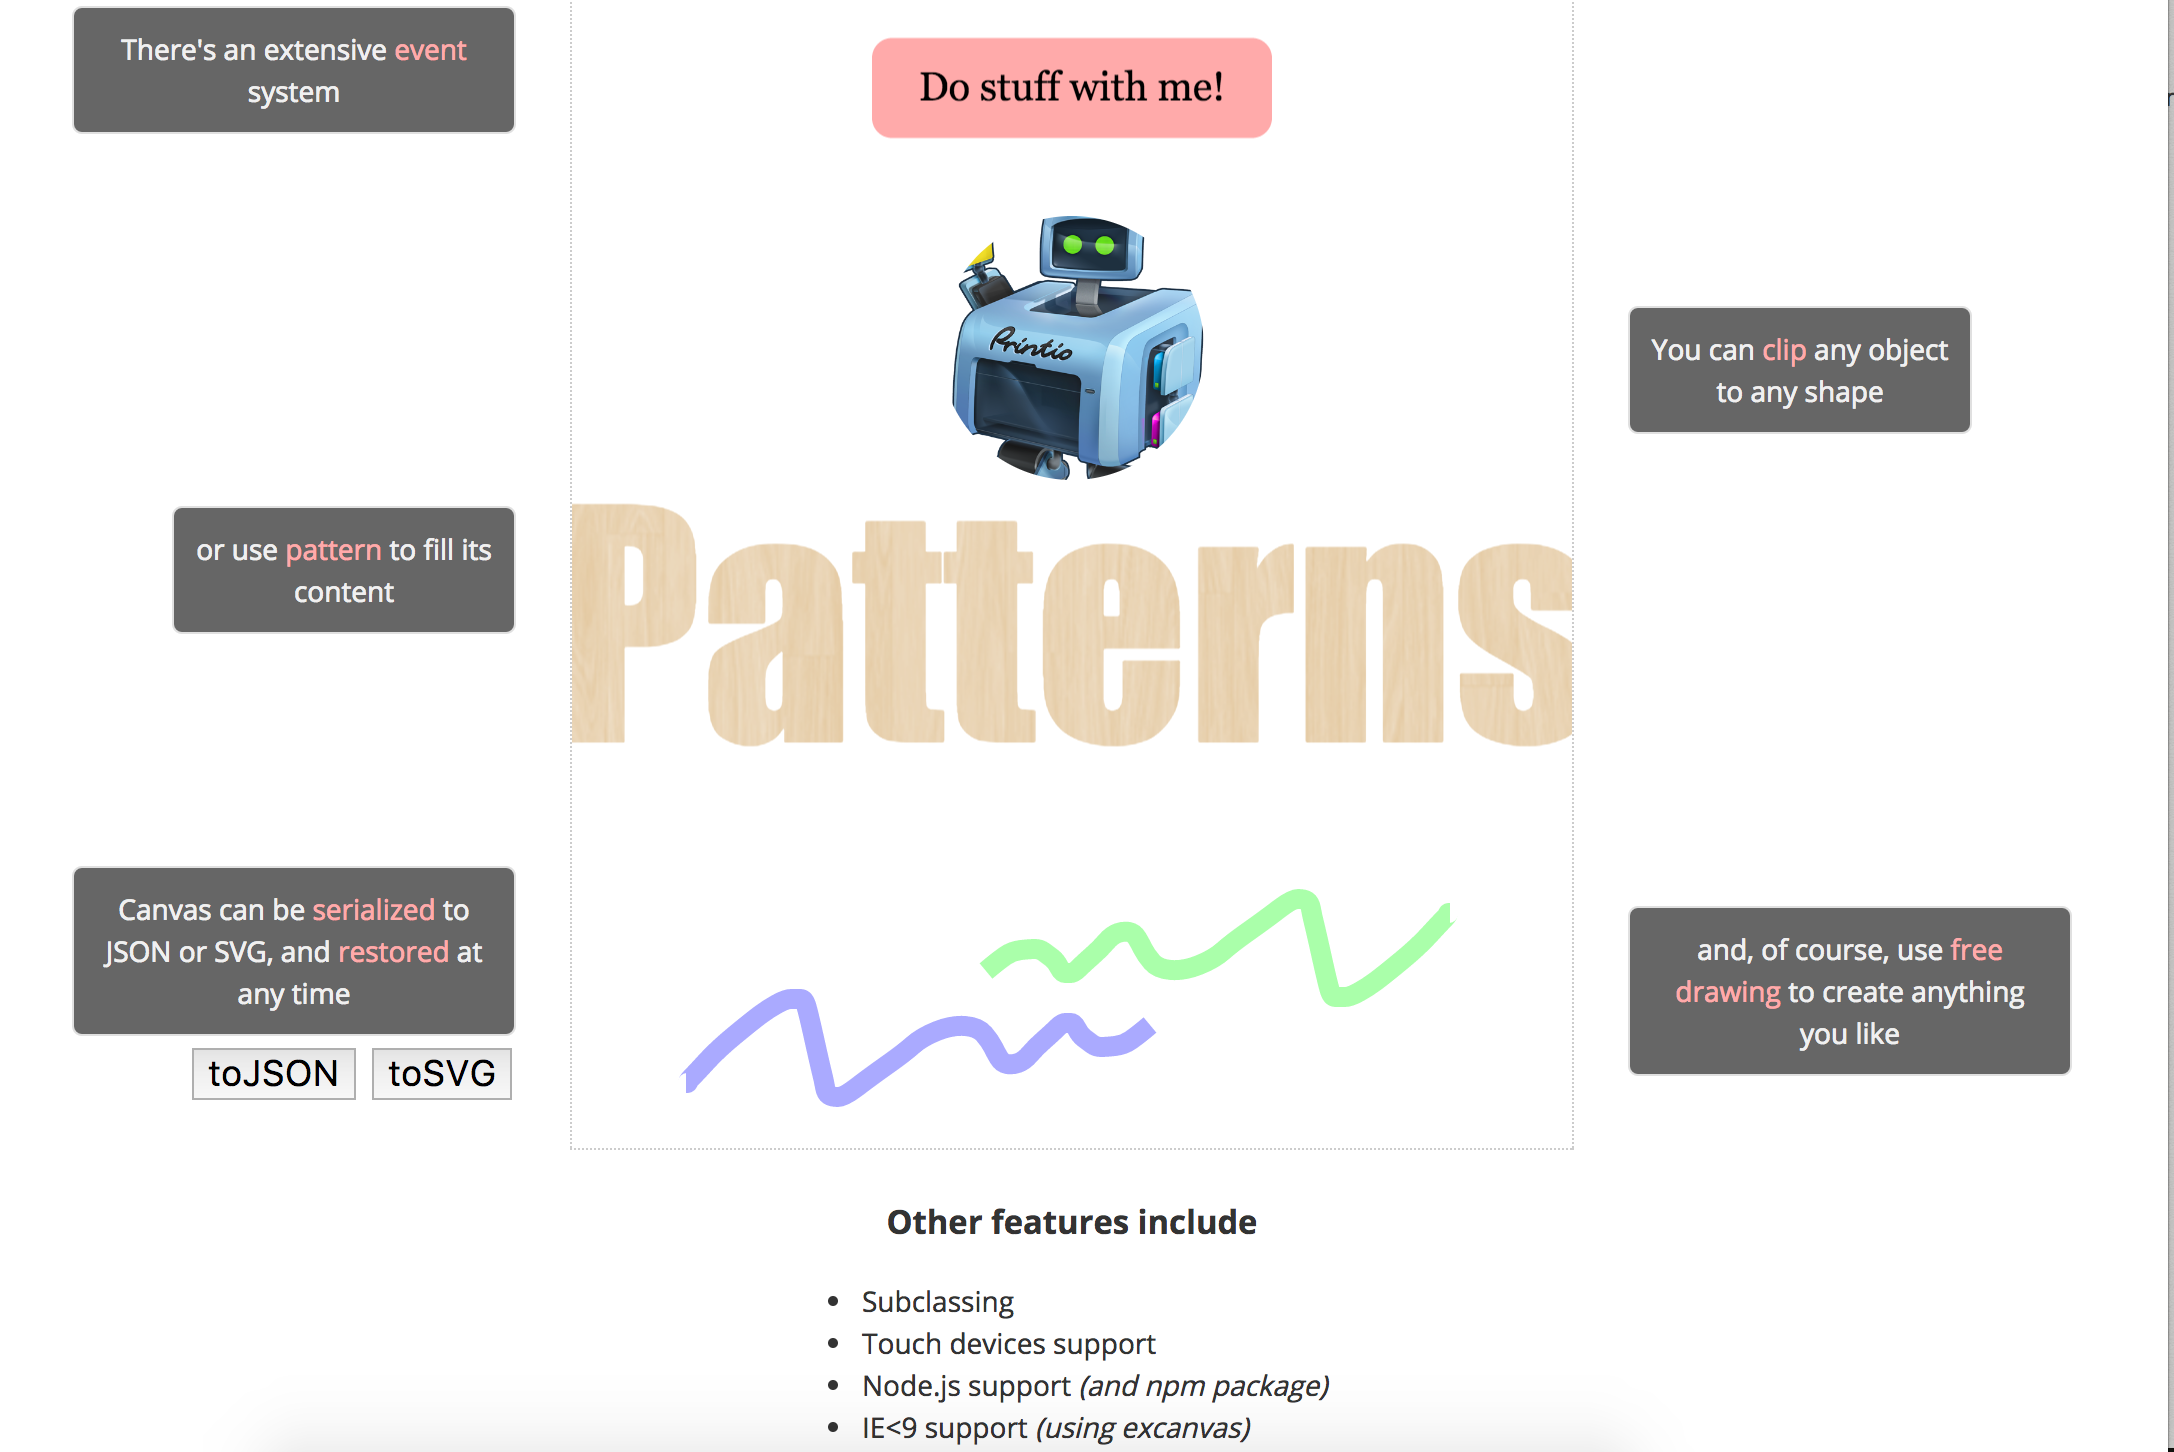 There's an extensive event
system
Do stuff with me!
Printio
You can clip any object
to any shape
or use pattern to fill its
content
Patterns
Canvas can be serialized to
JSON or SVG, and restored at
any time
toJSON toSVG
and, of course, use free
drawing to create anything
you like
Other features include
• Subclassing
• Touch devices support
• Node.js support (and npm package)
• IE<9 support (using excanvas)